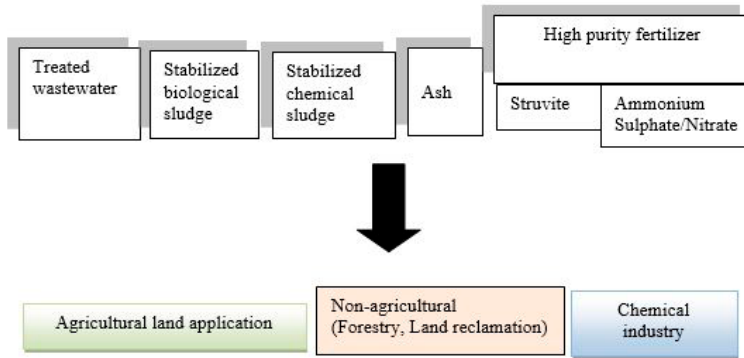 High purity fertilizer
Treated
wastewater
Stabilized
biological
sludge
Stabilized
chemical
sludge
Ash
Struvite
Ammonium
Sulphate/Nitrate
Agricultural land application
Non-agricultural
(Forestry, Land reclamation)
Chemical
industry